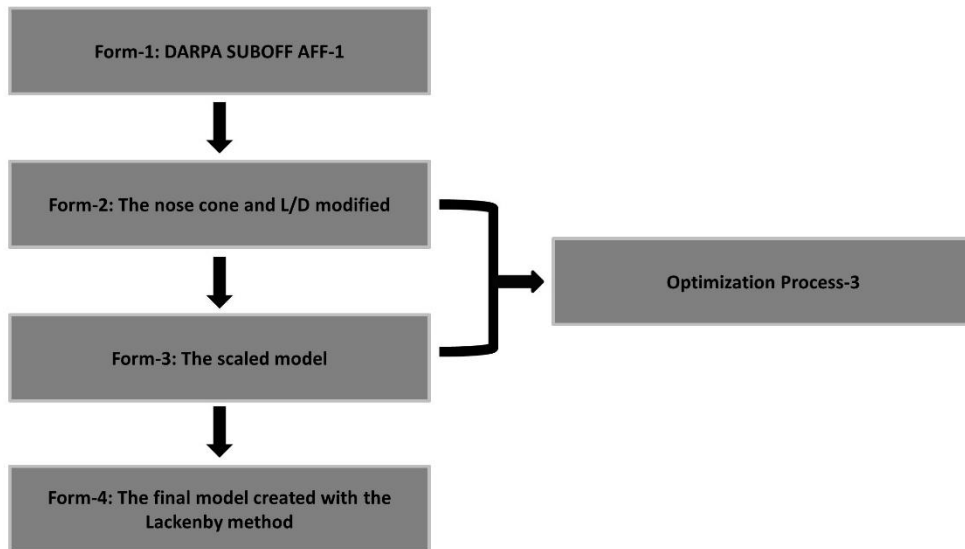 Form-1: DARPA SUBOFF AFF-1
Form-2: The nose cone and L/D modified
Optimization Process-3
Form-3: The scaled model
Form-4: The final model created with the
Lackenby method